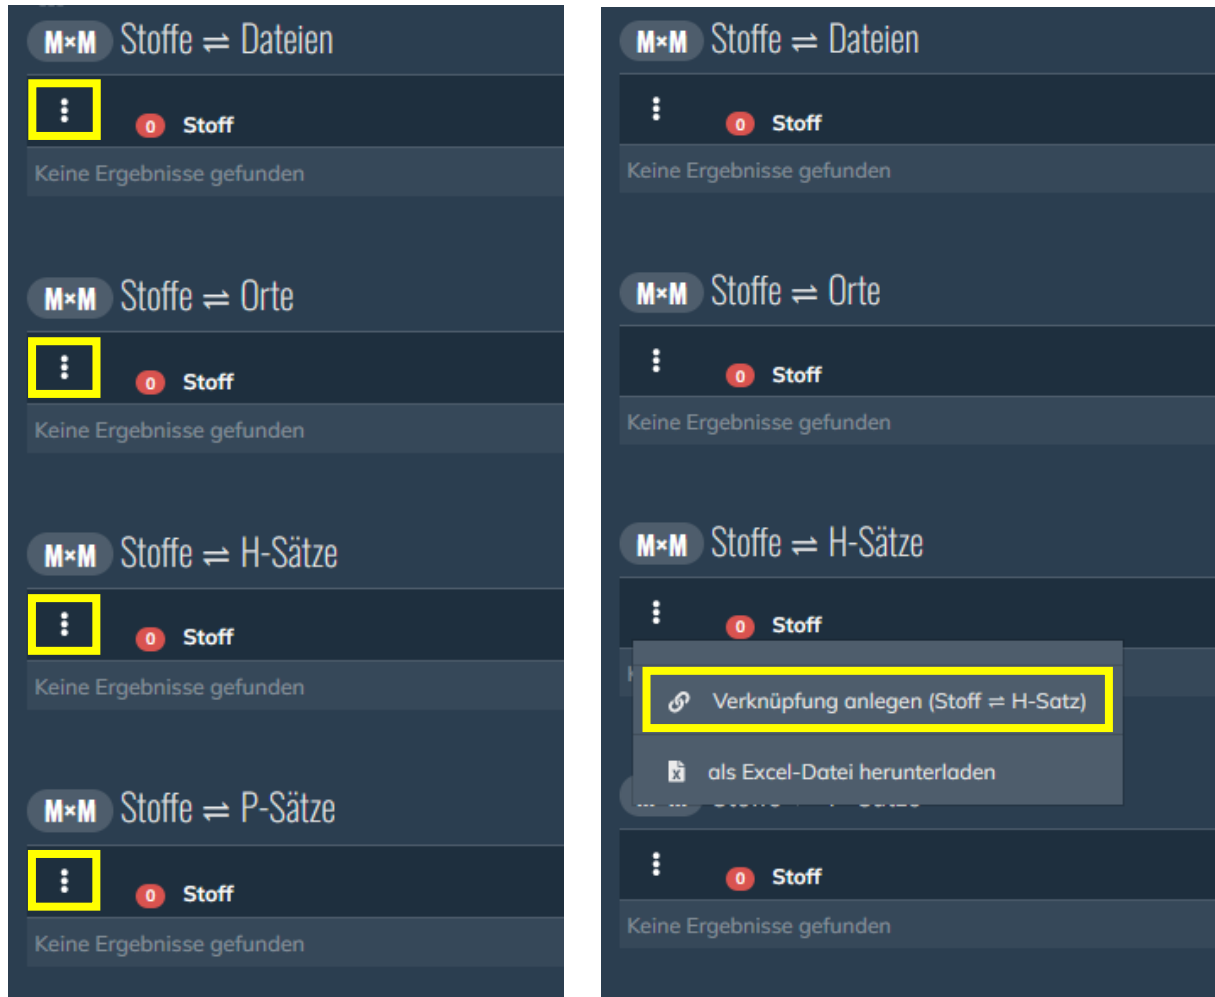 M×M Stoffe ⇌ Dateien
0 Stoff
Keine Ergebnisse gefunden
M×M Stoffe ⇌ Orte
0 Stoff
Keine Ergebnisse gefunden
M×M Stoffe ⇌ H-Sätze
0 Stoff
Keine Ergebnisse gefunden
M×M Stoffe ⇌ P-Sätze
0 Stoff
Keine Ergebnisse gefunden
M×M Stoffe ⇌ Dateien
0 Stoff
Keine Ergebnisse gefunden
M×M Stoffe ⇌ Orte
0 Stoff
Keine Ergebnisse gefunden
M×M Stoffe ⇌ H-Sätze
0 Stoff
Verknüpfung anlegen (Stoff ⇌ H-Satz)
als Excel-Datei herunterladen
0 Stoff
Keine Ergebnisse gefunden